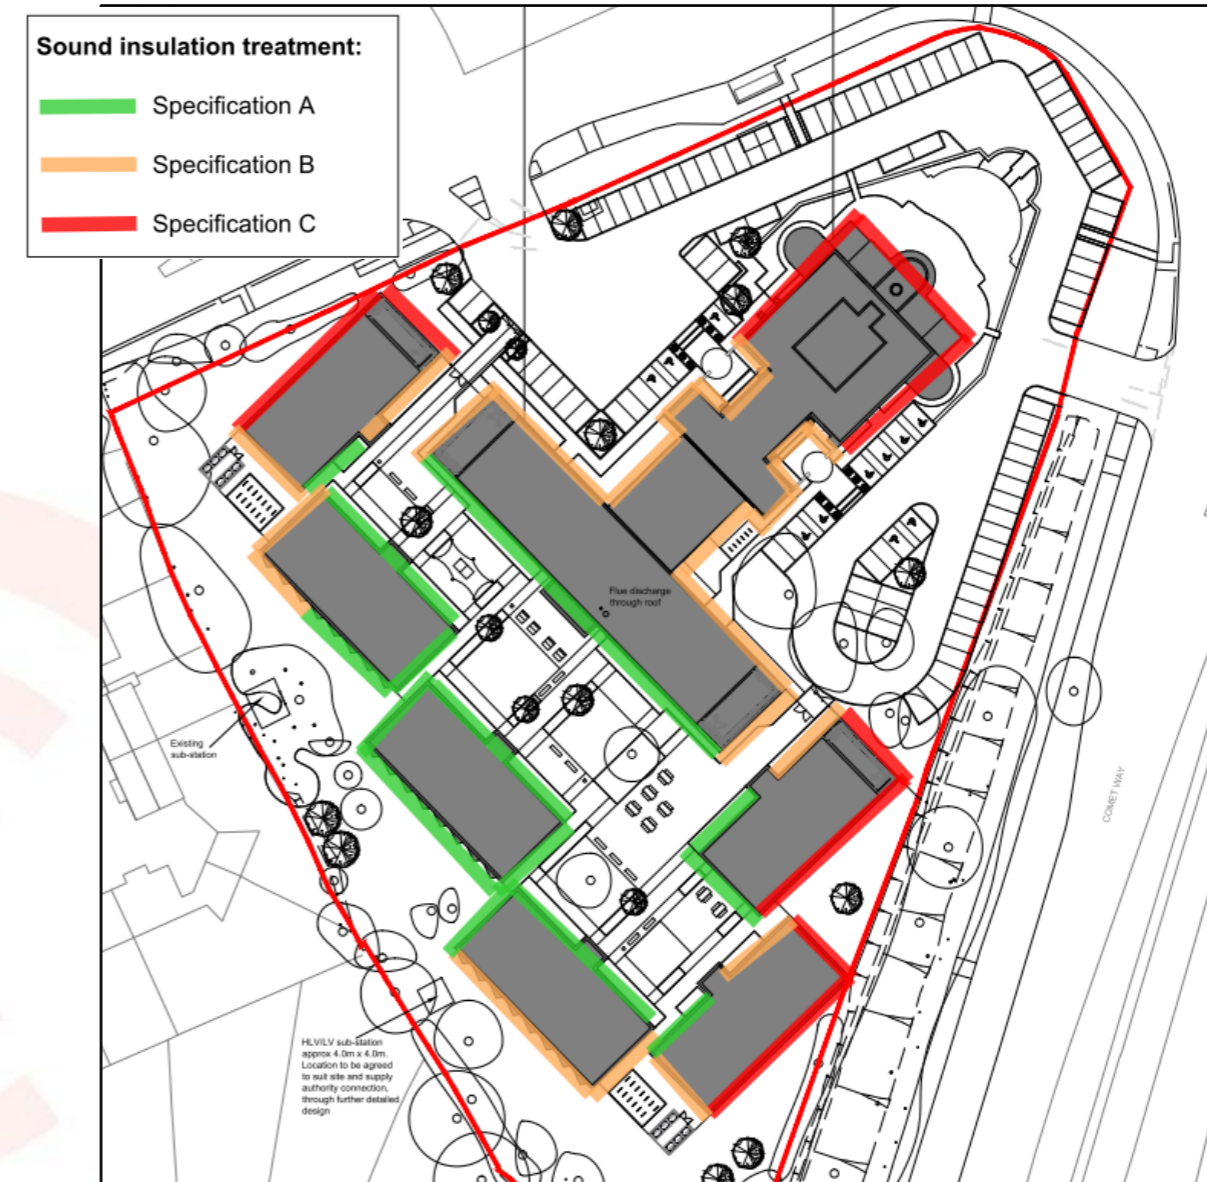 Sound insulation treatment:
Specification A
Specification B
Specification C
Flue discharge
through roof
Existing
sub-station
COMET WAY
HLV/LV sub-station
approx 4.0m x 4.0m.
Location to be agreed
to suit site and supply
authority connection,
through further detailed
design